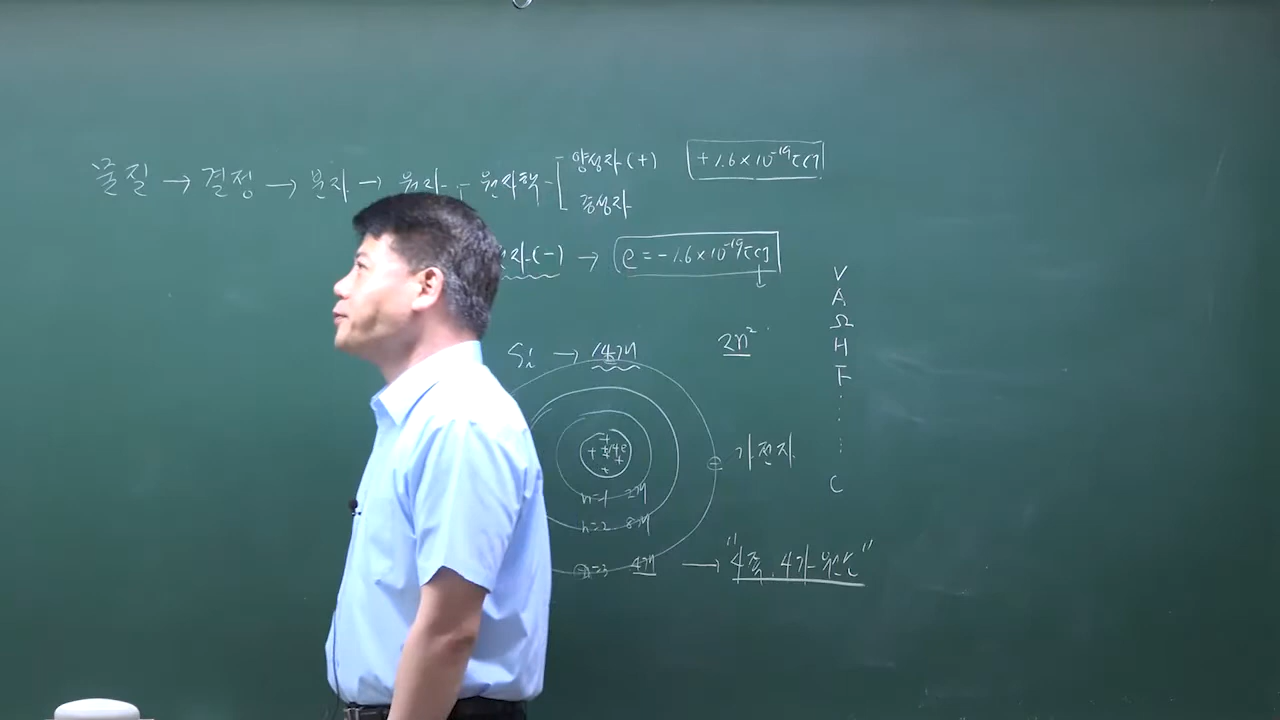 물질 → 결정 → 분자 → 원자 - 원자핵 - 양성자(+) +1.6×10⁻¹⁹[C]
중성자
자(-) → e=-1.6×10⁻¹⁹[C]
V
A
Ω
H
F
⋮
⋮
C
Si → 14개
2n²
+14e
가전자
n=1 2개
n=2 8개
n=3 4개 → "4족, 4가 원소"